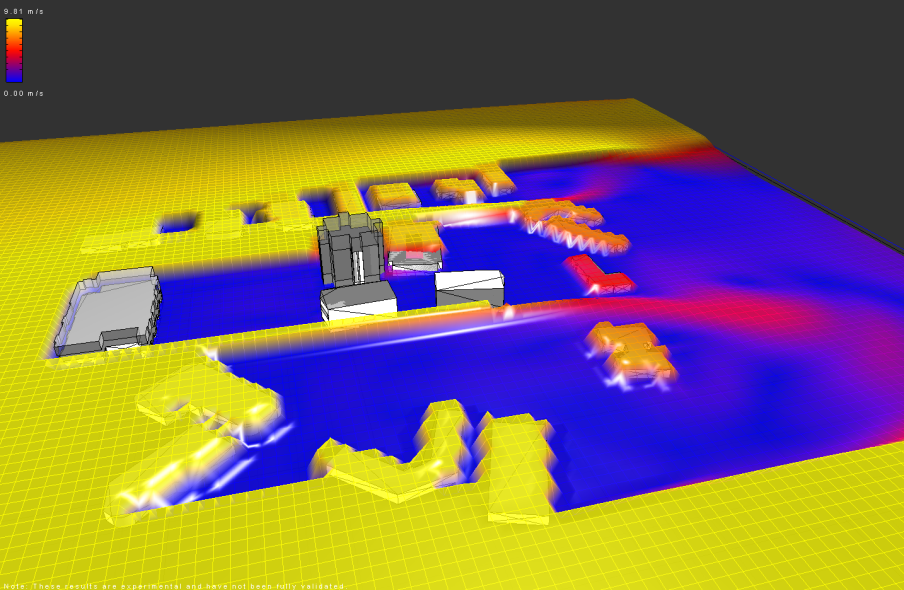 9.81 m/s
0.00 m/s
Note: These results are experimental and have not been fully validated